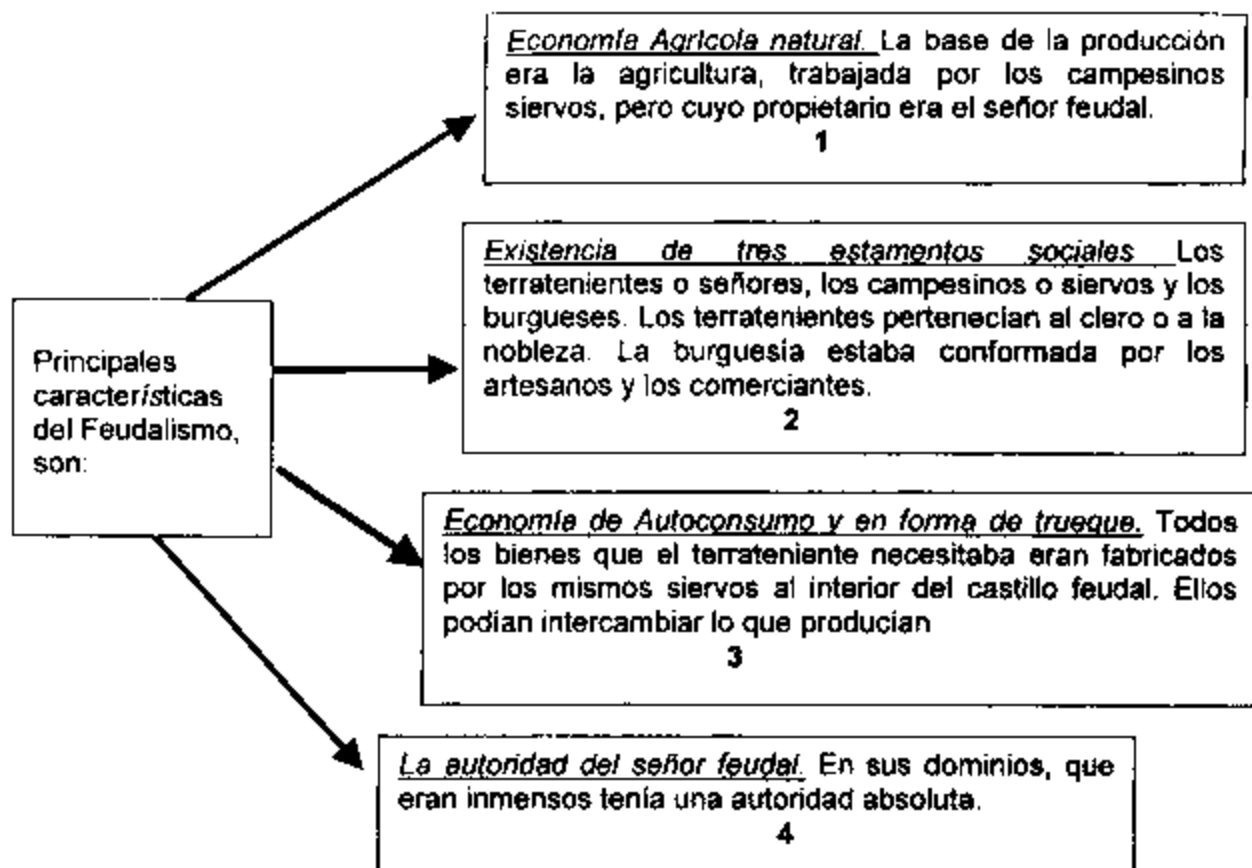 Economía Agrícola natural. La base de la producción
era la agricultura, trabajada por los campesinos
siervos, pero cuyo propietario era el señor feudal.
1
Existencia de tres estamentos sociales Los
terratenientes o señores, los campesinos o siervos y los
burgueses. Los terratenientes pertenecían al clero o a la
nobleza. La burguesía estaba conformada por los
artesanos y los comerciantes.
2
Principales
características
del Feudalismo,
son:
Economía de Autoconsumo y en forma de trueque. Todos
los bienes que el terrateniente necesitaba eran fabricados
por los mismos siervos al interior del castillo feudal. Ellos
podían intercambiar lo que producían
3
La autoridad del señor feudal. En sus dominios, que
eran inmensos tenía una autoridad absoluta.
4